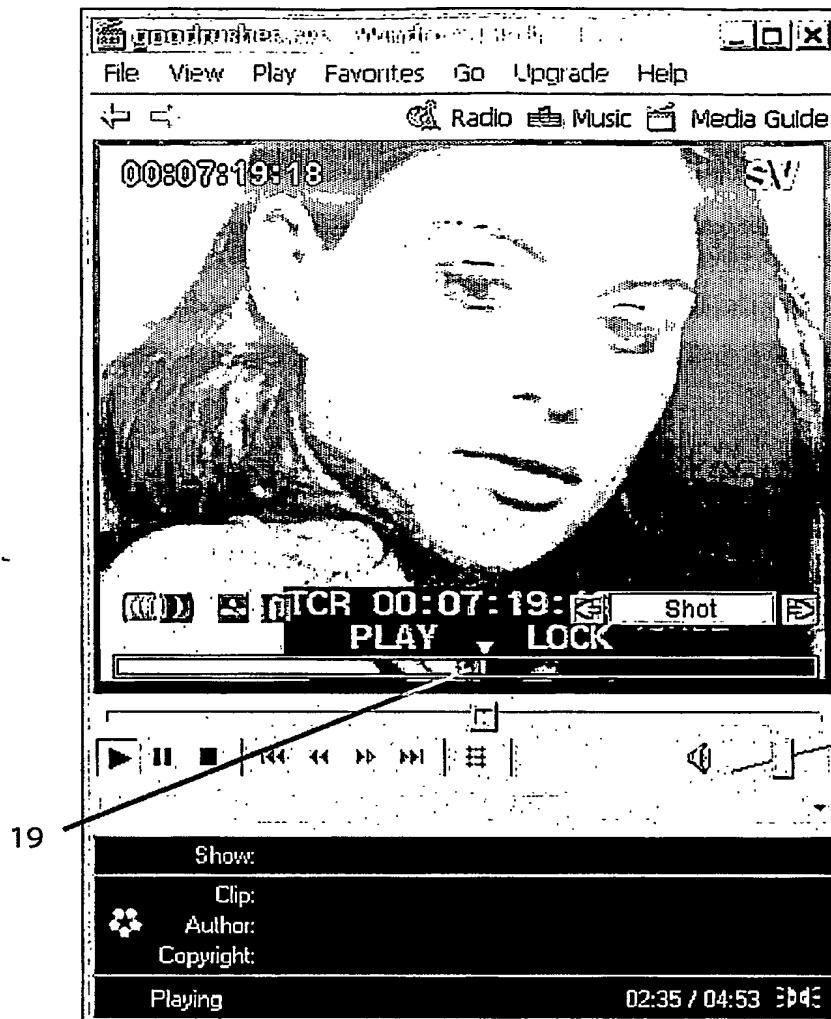 File View Play Favorites Go Upgrade Help
Radio Music Media Guide
00:07:19:18 SV
TCR 00:07:19: Shot
PLAY LOCK
19
Show:
Clip:
Author:
Copyright:
Playing 02:35 / 04:53